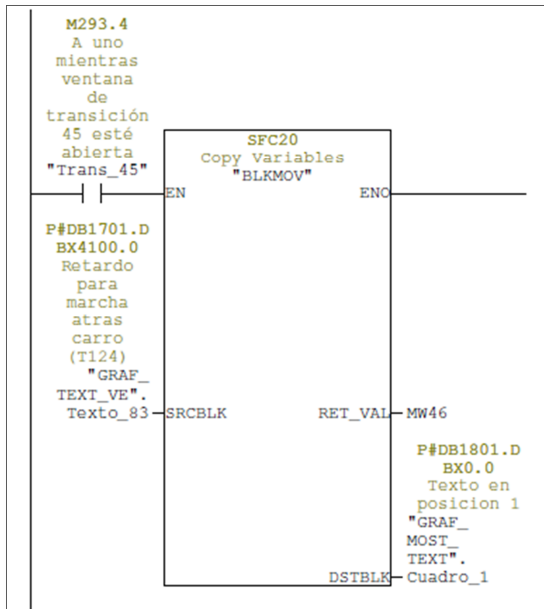 M293.4
A uno
mientras
ventana
de
transición
45 esté
abierta
"Trans_45"
SFC20
Copy Variables
"BLKMOV"
EN
ENO
P#DB1701.D
BX4100.0
Retardo
para
marcha
atras
carro
(T124)
"GRAF_
TEXT_VE".
Texto_83
SRCBLK
RET_VAL
MW46
P#DB1801.D
BX0.0
Texto en
posicion 1
"GRAF_
MOST_
TEXT".
DSTBLK
Cuadro_1